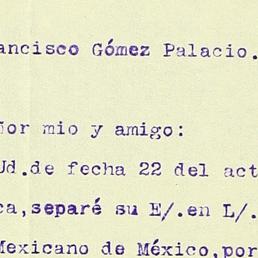 ancisco Gómez Palacio.
ñor mio y amigo:
Ud.de fecha 22 del act
ca,separé su E/.en L/.
Mexicano de México,por